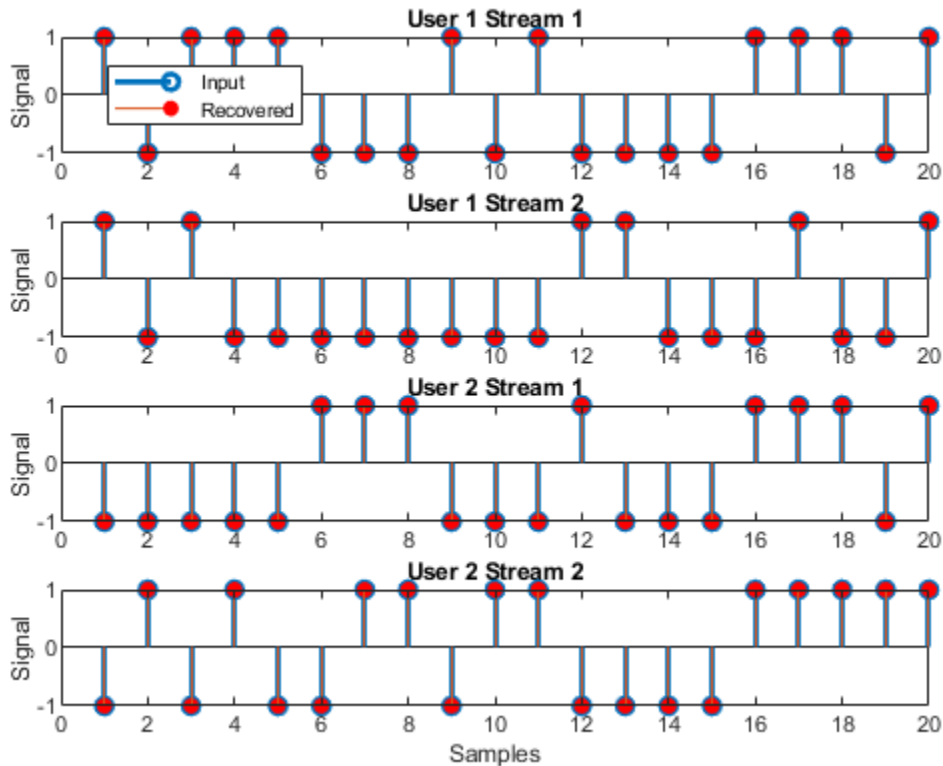 User 1 Stream 1
Signal
1
0
-1
Input
Recovered
0 2 4 6 8 10 12 14 16 18 20
User 1 Stream 2
Signal
1
0
-1
0 2 4 6 8 10 12 14 16 18 20
User 2 Stream 1
Signal
1
0
-1
0 2 4 6 8 10 12 14 16 18 20
User 2 Stream 2
Signal
1
0
-1
0 2 4 6 8 10 12 14 16 18 20
Samples